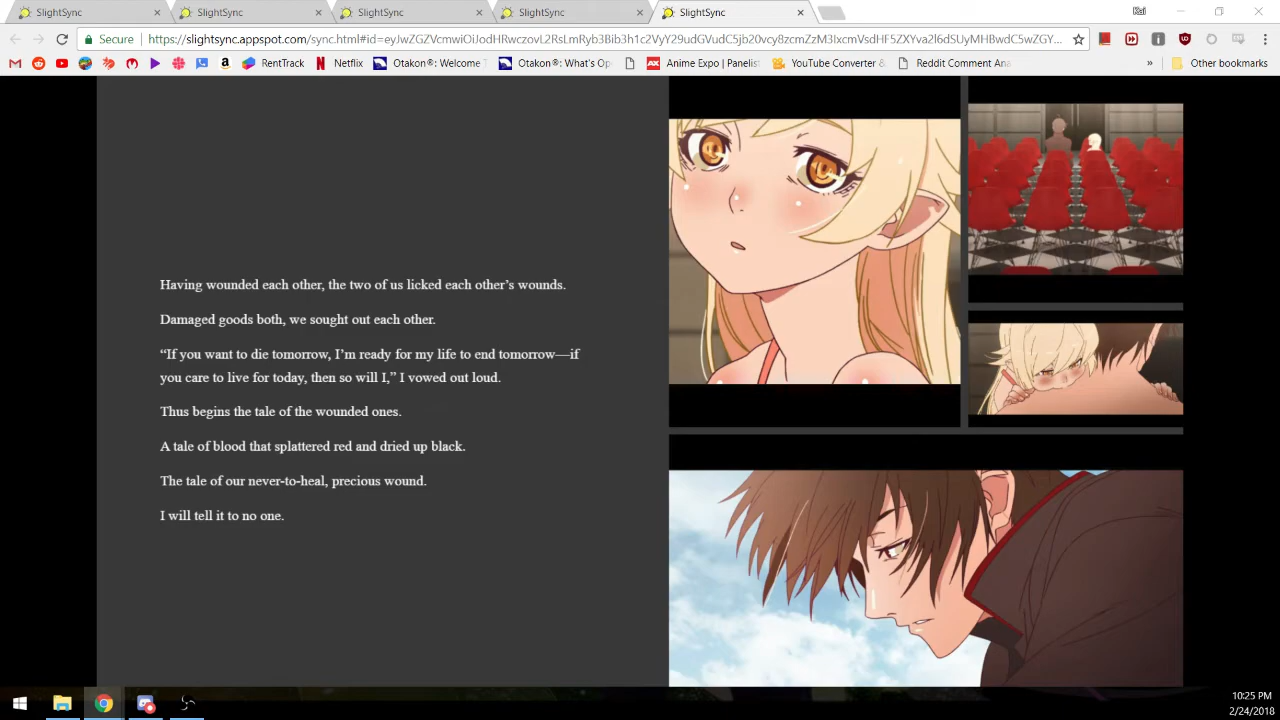 SlightSync
SlightSync
SlightSync
SlightSync
SlightSync
Secure
https://slightsync.appspot.com/sync.html#id=
RentTrack
Netflix
Otakon®: Welcome
Otakon®: What's Op
Anime Expo | Panelist
YouTube Converter &
Reddit Comment Ana
»
Other bookmarks
Having wounded each other, the two of us licked each other’s wounds.
Damaged goods both, we sought out each other.
“If you want to die tomorrow, I’m ready for my life to end tomorrow—if
you care to live for today, then so will I,” I vowed out loud.
Thus begins the tale of the wounded ones.
A tale of blood that splattered red and dried up black.
The tale of our never-to-heal, precious wound.
I will tell it to no one.
10:25 PM
2/24/2018